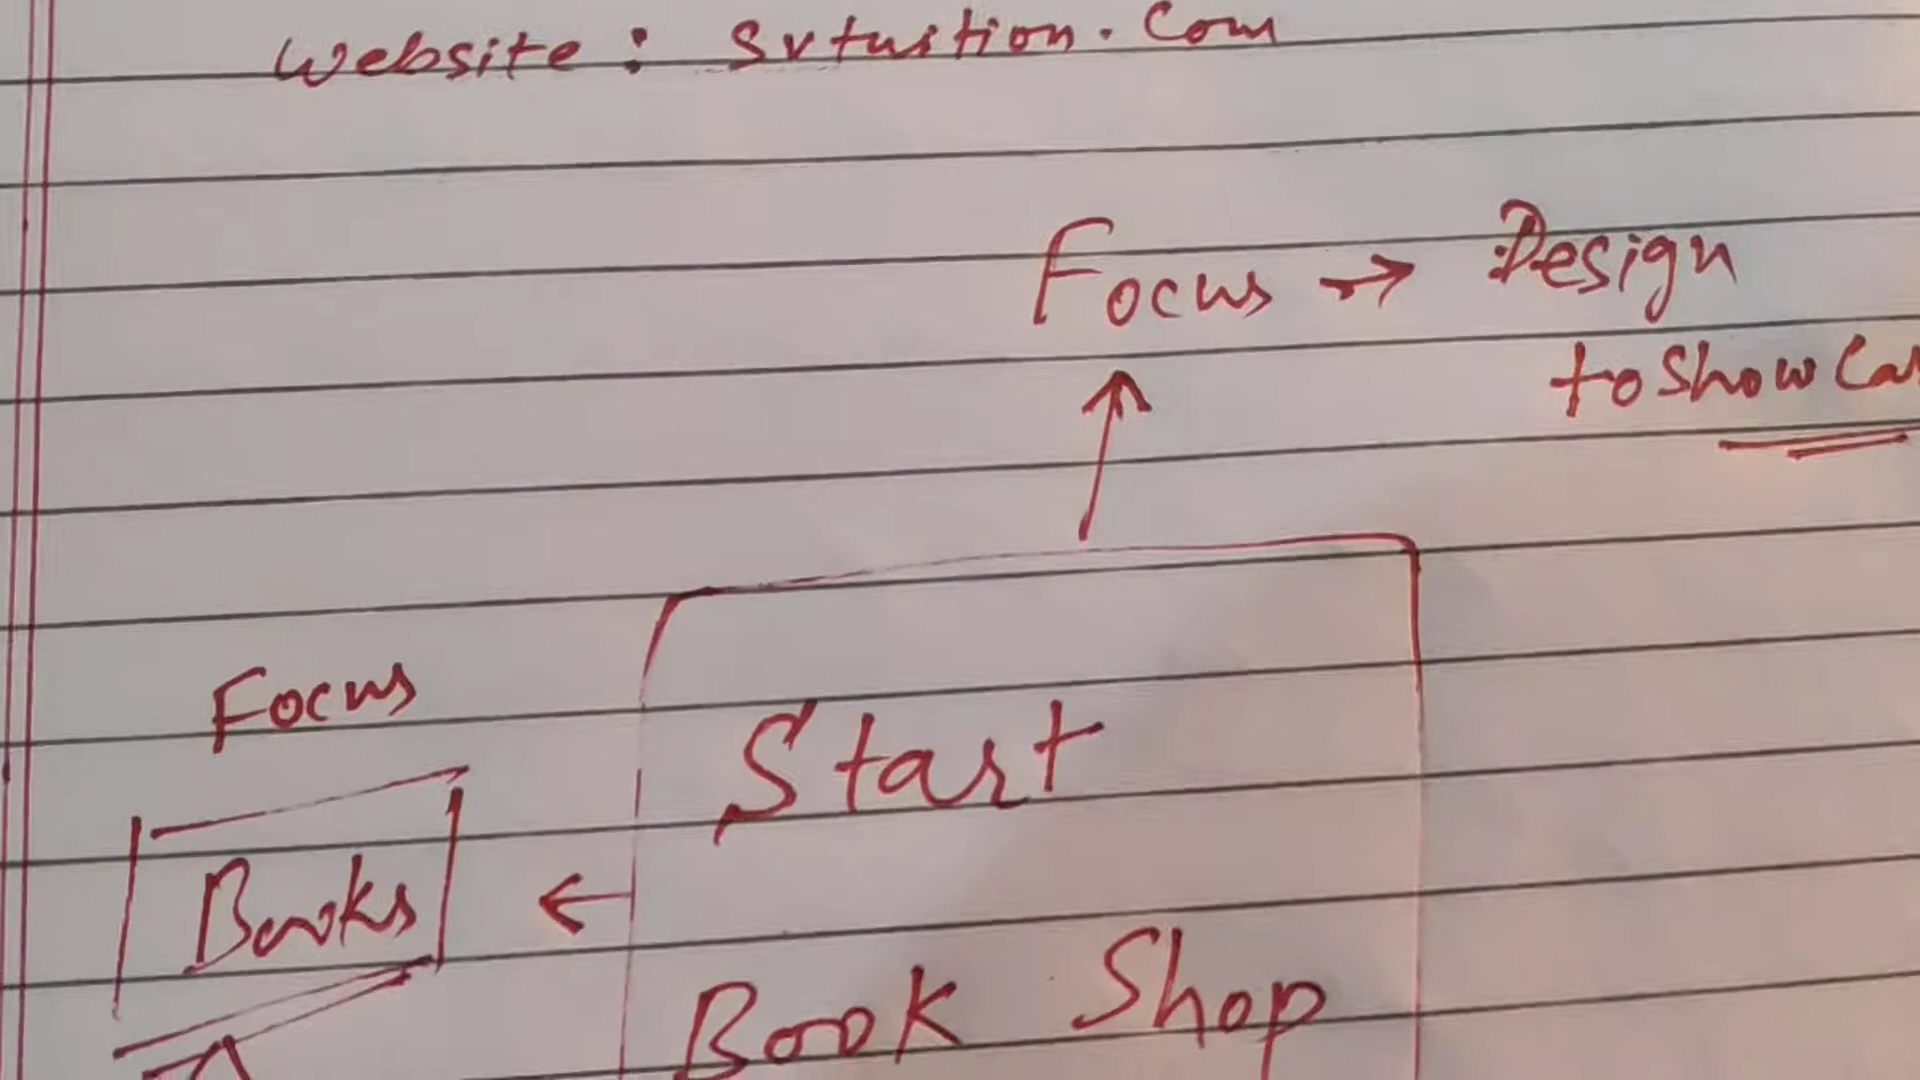 Website : Svtuition.Com
Focus → Design
to Show
Focus
Start
Books ←
Book Shop